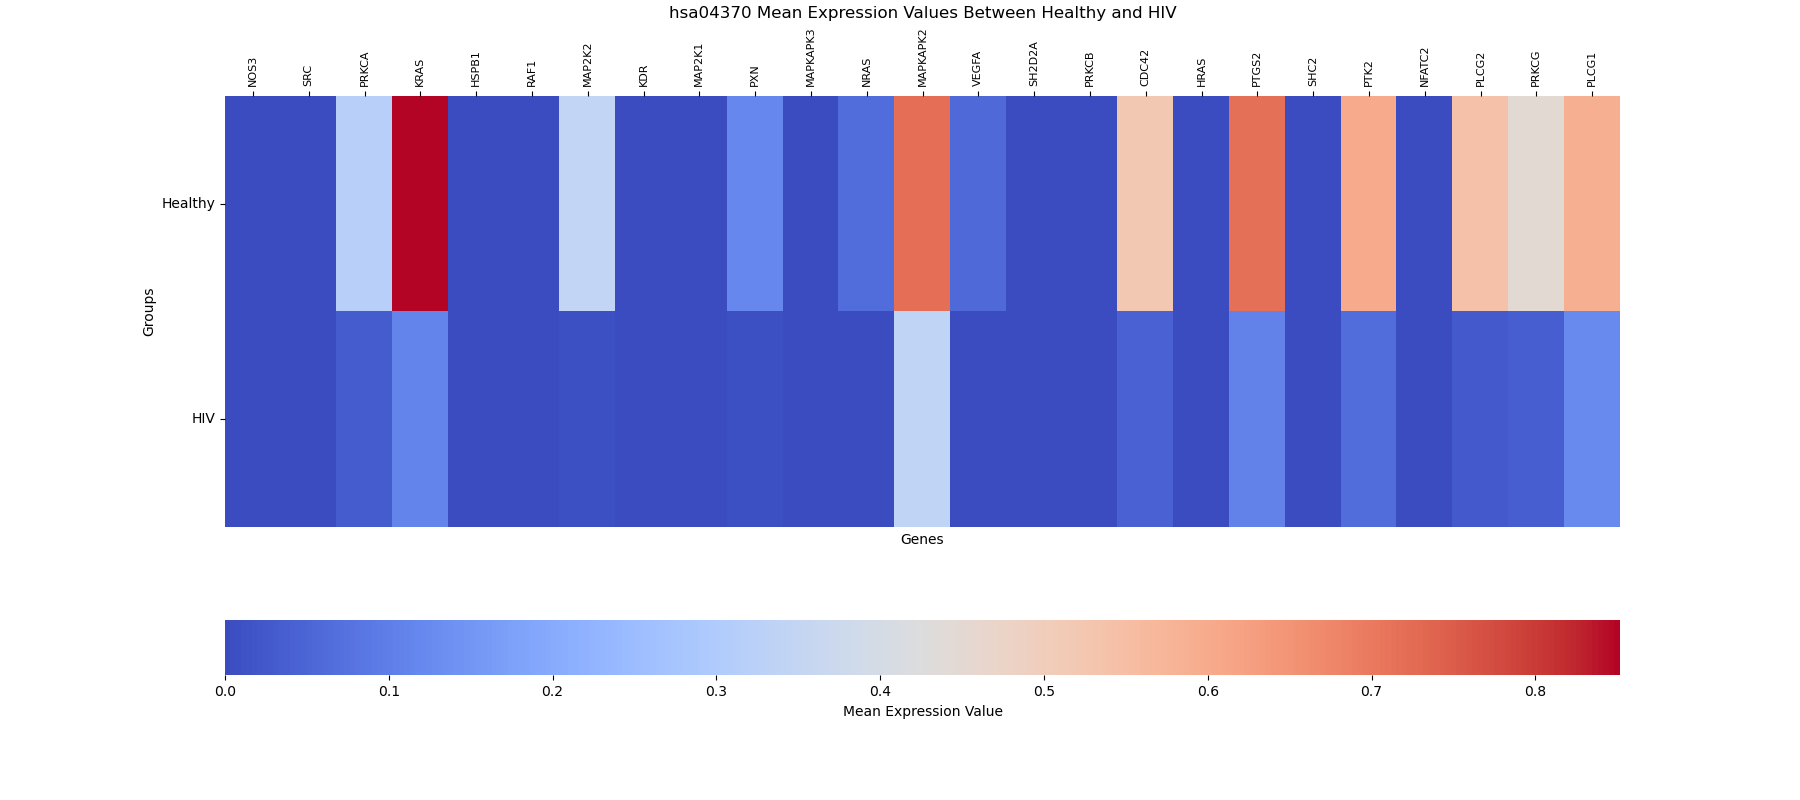 hsa04370 Mean Expression Values Between Healthy and HIV
NOS3
SRC
PRKCA
KRAS
HSPB1
RAF1
MAP2K2
KDR
MAP2K1
PXN
MAPKAPK3
NRAS
MAPKAPK2
VEGFA
SH2D2A
PRKCB
CDC42
HRAS
PTGS2
SHC2
PTK2
NFATC2
PLCG2
PRKCG
PLCG1
Groups
Healthy
HIV
Genes
0.0 0.1 0.2 0.3 0.4 0.5 0.6 0.7 0.8
Mean Expression Value